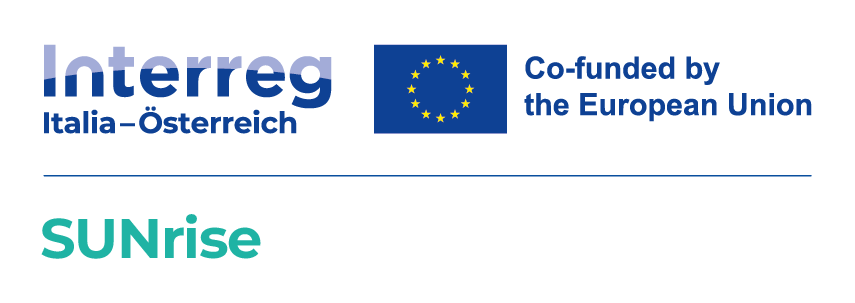 Interreg
Italia–Österreich
Co-funded by
the European Union
SUNrise